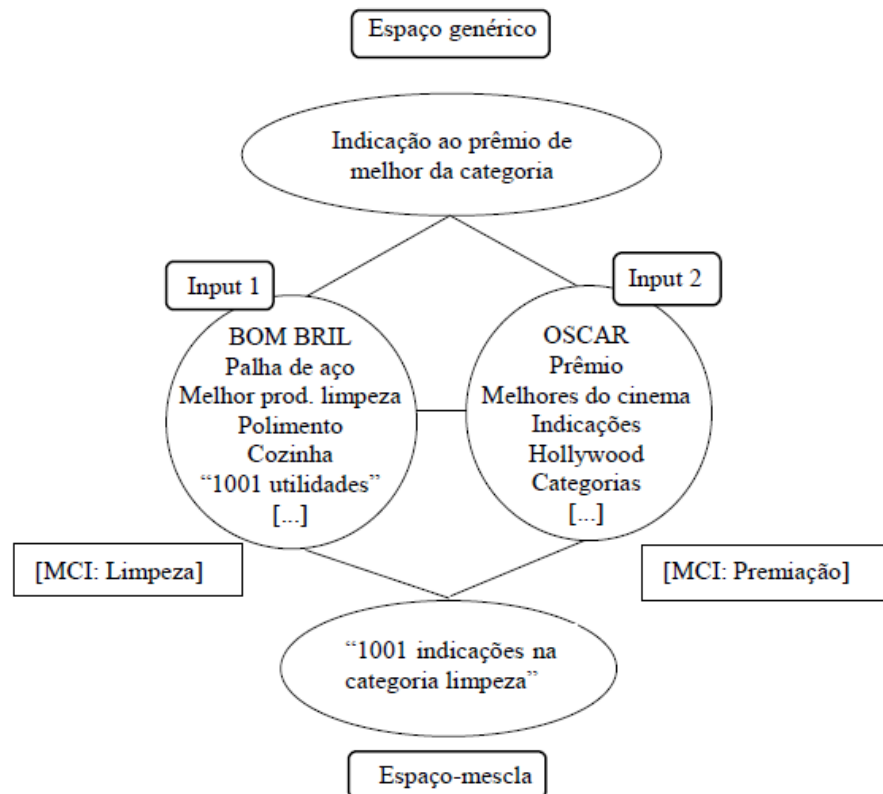 Espaço genérico
Indicação ao prêmio de
melhor da categoria
Input 1
Input 2
BOM BRIL
Palha de aço
Melhor prod. limpeza
Polimento
Cozinha
“1001 utilidades”
[...]
OSCAR
Prêmio
Melhores do cinema
Indicações
Hollywood
Categorias
[...]
[MCI: Limpeza]
[MCI: Premiação]
“1001 indicações na
categoria limpeza”
Espaço-mescla